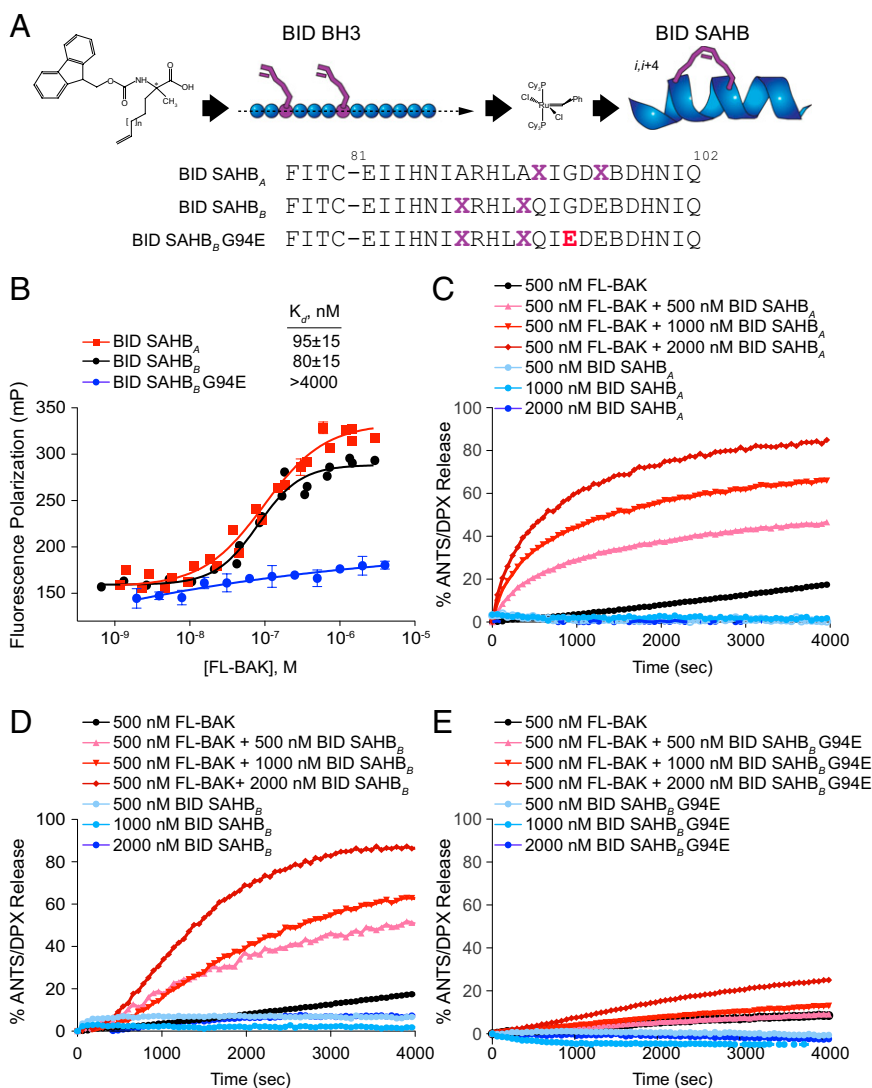 A
BID BH3
BID SAHB
i,i+4
O
O
NH
*
O
OH
CH3
[ ]n
Cy3P
Cl
Ru
Ph
Cl
Cy3P
81
102
BID SAHBA FITC-EIIHNIARHLAXIGDXBDHNIQ
BID SAHBB FITC-EIIHNIXRHLXQIGDEBDHNIQ
BID SAHBB G94E FITC-EIIHNIXRHLXQIEDEBDHNIQ
B
Kd, nM
BID SAHBA 95±15
BID SAHBB 80±15
BID SAHBB G94E >4000
Fluorescence Polarization (mP)
350
300
250
200
150
100
10-9 10-8 10-7 10-6 10-5
[FL-BAK], M
C
500 nM FL-BAK
500 nM FL-BAK + 500 nM BID SAHBA
500 nM FL-BAK + 1000 nM BID SAHBA
500 nM FL-BAK + 2000 nM BID SAHBA
500 nM BID SAHBA
1000 nM BID SAHBA
2000 nM BID SAHBA
% ANTS/DPX Release
100
80
60
40
20
0
0 1000 2000 3000 4000
Time (sec)
D
500 nM FL-BAK
500 nM FL-BAK + 500 nM BID SAHBB
500 nM FL-BAK + 1000 nM BID SAHBB
500 nM FL-BAK+ 2000 nM BID SAHBB
500 nM BID SAHBB
1000 nM BID SAHBB
2000 nM BID SAHBB
% ANTS/DPX Release
100
80
60
40
20
0
0 1000 2000 3000 4000
Time (sec)
E
500 nM FL-BAK
500 nM FL-BAK + 500 nM BID SAHBB G94E
500 nM FL-BAK + 1000 nM BID SAHBB G94E
500 nM FL-BAK + 2000 nM BID SAHBB G94E
500 nM BID SAHBB G94E
1000 nM BID SAHBB G94E
2000 nM BID SAHBB G94E
% ANTS/DPX Release
100
80
60
40
20
0
0 1000 2000 3000 4000
Time (sec)